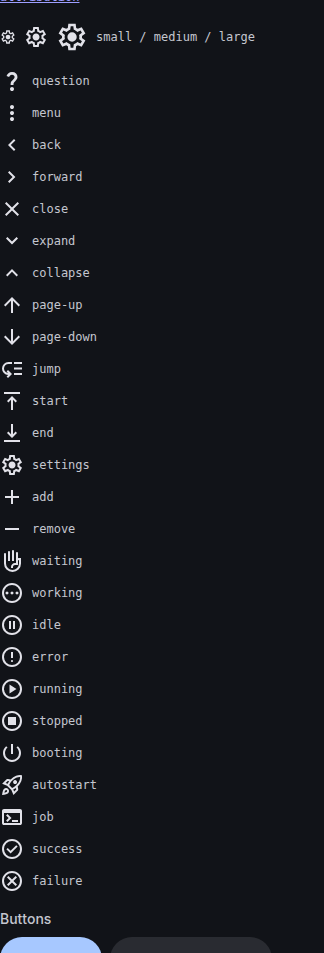 small / medium / large
question
menu
back
forward
close
expand
collapse
page-up
page-down
jump
start
end
settings
add
remove
waiting
working
idle
error
running
stopped
booting
autostart
job
success
failure
Buttons